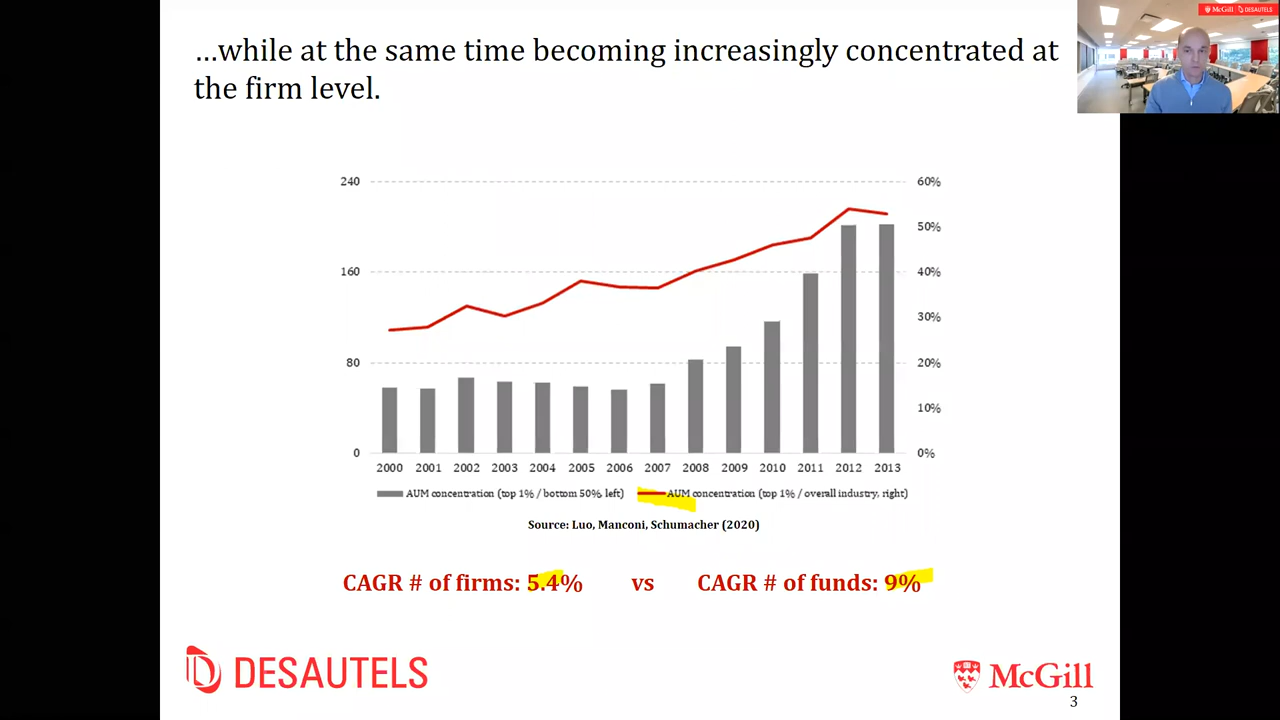 McGill DESAUTELS
...while at the same time becoming increasingly concentrated at
the firm level.
240 60%
50%
160 40%
30%
80 20%
10%
0 0%
2000 2001 2002 2003 2004 2005 2006 2007 2008 2009 2010 2011 2012 2013
AUM concentration (top 1% / bottom 50%, left) AUM concentration (top 1% / overall industry, right)
Source: Luo, Manconi, Schumacher (2020)
CAGR # of firms: 5.4% vs CAGR # of funds: 9%
DESAUTELS McGill
3